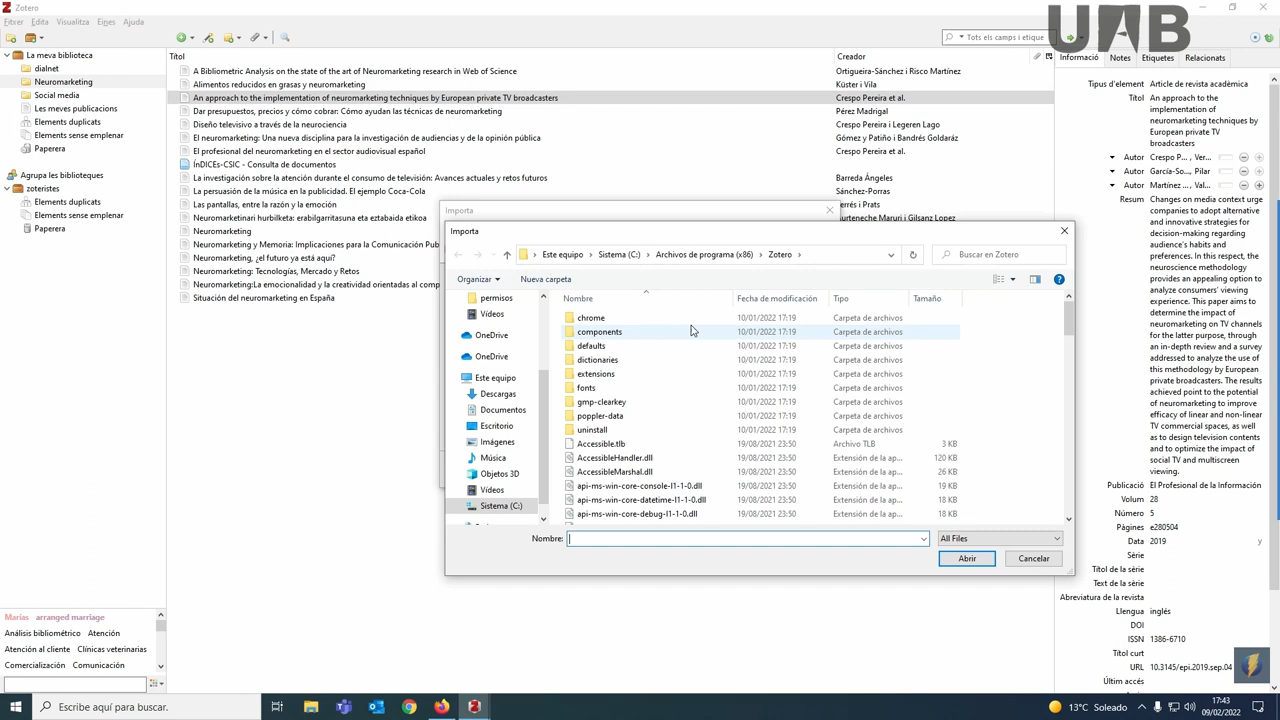 Zotero
Fitxer Edita Visualitza Eines Ajuda
UAB
Tots els camps i etique
La meva biblioteca
dialnet
Neuromarketing
Social media
Les meves publicacions
Elements duplicats
Elements sense emplenar
Paperera
Agrupa les biblioteques
zoteristes
Elements duplicats
Elements sense emplenar
Paperera
Marías arranged marriage
Análisis bibliométrico Atención
Atención al cliente Clínicas veterinarias
Comercialización Comunicación
Títol Creador
A Bibliometric Analysis on the state of the art of Neuromarketing research in Web of Science Ortigueira-Sánchez i Risco Martínez
Alimentos reducidos en grasas y neuromarketing Küster i Vila
An approach to the implementation of neuromarketing techniques by European private TV broadcasters Crespo Pereira et al.
Dar presupuestos, precios y cómo cobrar: Cómo ayudan las técnicas de neuromarketing Pérez Madrigal
Diseño televisivo a través de la neurociencia Crespo Pereira i Legeren Lago
El neuromarketing: Una nueva disciplina para la investigación de audiencias y de la opinión pública Gómez y Patiño i Bandrés Goldaráz
El profesional del neuromarketing en el sector audiovisual español Crespo Pereira et al.
ÍnDICEs-CSIC - Consulta de documentos
La investigación sobre la atención durante el consumo de televisión: Avances actuales y retos futuros Barreda Ángeles
La persuasión de la música en la publicidad. El ejemplo Coca-Cola Sánchez-Porras
Las pantallas, entre la razón y la emoción Ferrés i Prats
Neuromarketinari hurbilketa: erabilgarritasuna eta eztabaida etikoa Gurteneche Maruri i Gorluchaga
Neuromarketing
Neuromarketing y Memoria: Implicaciones para la Comunicación Pub
Neuromarketing, ¿el futuro ya está aquí?
Neuromarketing: Tecnologías, Mercado y Retos
Neuromarketing:La emocionalidad y la creatividad orientadas al comp
Situación del neuromarketing en España
Importa
Importa
Este equipo Sistema (C:) Archivos de programa (x86) Zotero
Buscar en Zotero
Organizar Nueva carpeta
permisos
Vídeos
OneDrive
OneDrive
Este equipo
Descargas
Documentos
Escritorio
Imágenes
Música
Objetos 3D
Vídeos
Sistema (C:)
Nombre Fecha de modificación Tipo Tamaño
chrome 10/01/2022 17:19 Carpeta de archivos
components 10/01/2022 17:19 Carpeta de archivos
defaults 10/01/2022 17:19 Carpeta de archivos
dictionaries 10/01/2022 17:19 Carpeta de archivos
extensions 10/01/2022 17:19 Carpeta de archivos
fonts 10/01/2022 17:19 Carpeta de archivos
gmp-clearkey 10/01/2022 17:19 Carpeta de archivos
poppler-data 10/01/2022 17:19 Carpeta de archivos
uninstall 10/01/2022 17:19 Carpeta de archivos
Accessible.tlb 19/08/2021 23:50 Archivo TLB 3 KB
AccessibleHandler.dll 19/08/2021 23:50 Extensión de la ap... 120 KB
AccessibleMarshal.dll 19/08/2021 23:50 Extensión de la ap... 26 KB
api-ms-win-core-console-l1-1-0.dll 19/08/2021 23:50 Extensión de la ap... 19 KB
api-ms-win-core-datetime-l1-1-0.dll 19/08/2021 23:50 Extensión de la ap... 18 KB
api-ms-win-core-debug-l1-1-0.dll 19/08/2021 23:50 Extensión de la ap... 18 KB
Nombre:
All Files
Abrir Cancelar
Informació Notes Etiquetes Relacionats
Tipus d'element Article de revista acadèmica
Títol An approach to the
implementation of
neuromarketing
techniques by
European private TV
broadcasters
Autor Crespo P... , Ver...
Autor García-So... , Pilar
Autor Martínez ... , Val...
Resum Changes on media context urge
companies to adopt alternative
and innovative strategies for
decision-making regarding
audience's habits and
preferences. In this respect, the
neuroscience methodology
provides an appealing option to
analyze consumers' viewing
experience. This paper aims to
determine the impact of
neuromarketing on TV channels
for the latter purpose, through
an in-depth review and a survey
addressed to analyze the use of
this methodology by European
private broadcasters. The results
achieved point to the potential
of neuromarketing to improve
efficacy of linear and non-linear
TV commercial spaces, as well
as to design television contents
and to optimize the impact of
social TV and multiscreen
viewing.
Publicació El Profesional de la Información
Volum 28
Número 5
Pàgines e280504
Data 2019 y
Sèrie
Títol de la sèrie
Text de la sèrie
Abreviatura de la revista
Llengua inglés
DOI
ISSN 1386-6710
Títol curt
URL 10.3145/epi.2019.sep.04
Últim accés
Escribe aquí para buscar.
13°C Soleado
17:43
09/02/2022